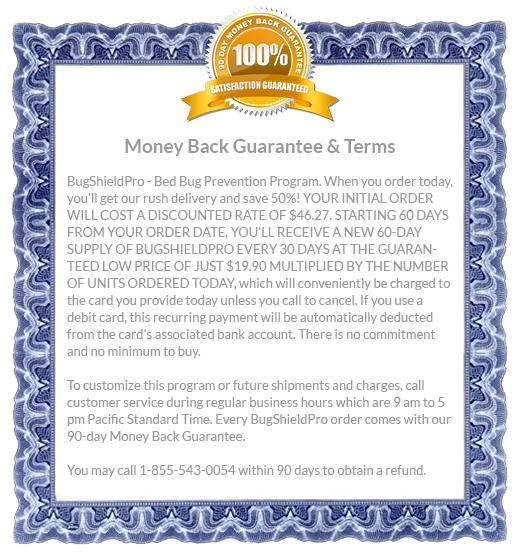 90 DAY MONEY BACK GUARANTEE
100%
SATISFACTION GUARANTEED
Money Back Guarantee & Terms
BugShieldPro - Bed Bug Prevention Program. When you order today,
you'll get our rush delivery and save 50%! YOUR INITIAL ORDER
WILL COST A DISCOUNTED RATE OF $46.27. STARTING 60 DAYS
FROM YOUR ORDER DATE, YOU'LL RECEIVE A NEW 60-DAY
SUPPLY OF BUGSHIELDPRO EVERY 30 DAYS AT THE GUARAN-
TEED LOW PRICE OF JUST $19.90 MULTIPLIED BY THE NUMBER
OF UNITS ORDERED TODAY, which will conveniently be charged to
the card you provide today unless you call to cancel. If you use a
debit card, this recurring payment will be automatically deducted
from the card's associated bank account. There is no commitment
and no minimum to buy.
To customize this program or future shipments and charges, call
customer service during regular business hours which are 9 am to 5
pm Pacific Standard Time. Every BugShieldPro order comes with our
90-day Money Back Guarantee.
You may call 1-855-543-0054 within 90 days to obtain a refund.